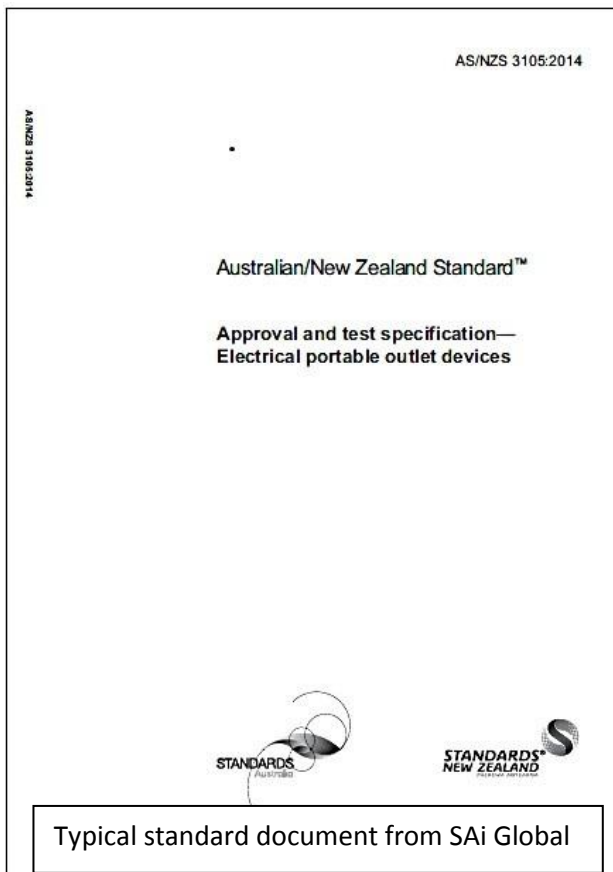 AS/NZS 3105:2014
AS/NZS 3105:2014
Australian/New Zealand Standard™
Approval and test specification—
Electrical portable outlet devices
STANDARDS
Australia
STANDARDS®
NEW ZEALAND
Typical standard document from SAi Global